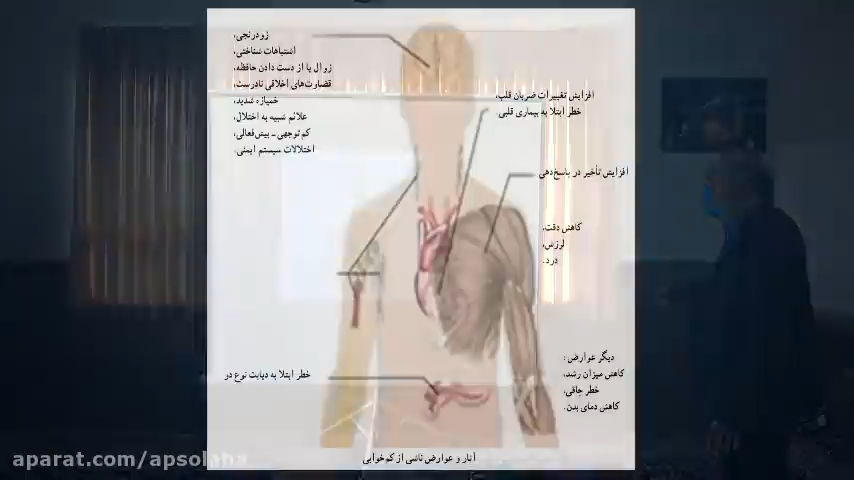 زودرنجی،
اشتباهات شناختی،
زوال یا از دست دادن حافظه،
قضاوت‌های اخلاقی نادرست،
خمیازه شدید،
علائم شبیه به اختلال،
کم توجهی ـ بیش‌فعالی،
اختلالات سیستم ایمنی.
افزایش تغییرات ضربان قلب،
خطر ابتلا به بیماری قلبی.
افزایش تأخیر در پاسخ‌دهی
کاهش دقت،
لرزش،
درد.
خطر ابتلا به دیابت نوع دو
دیگر عوارض:
کاهش میزان رشد،
خطر چاقی،
کاهش دمای بدن.
آثار و عوارض ناشی از کم‌خوابی
aparat.com/apsolaha